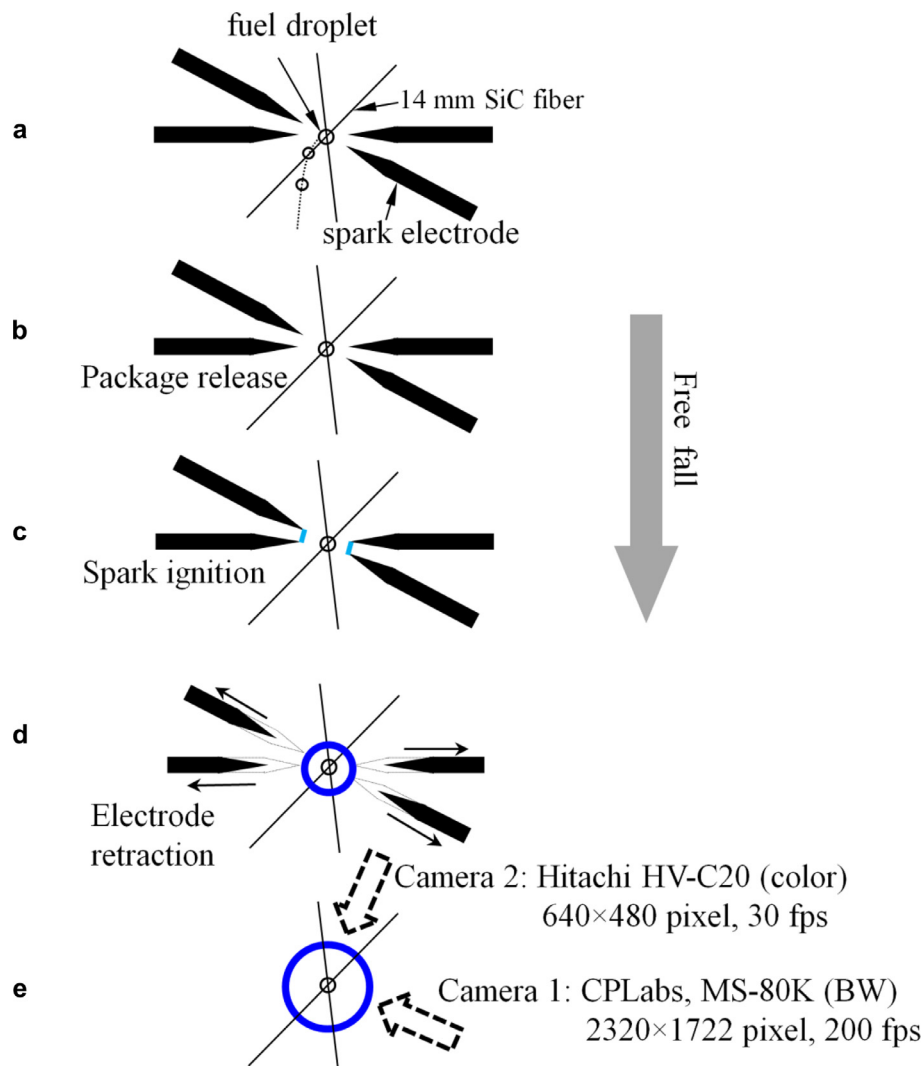 fuel droplet
14 mm SiC fiber
a
spark electrode
b
Package release
Free fall
c
Spark ignition
d
Electrode
retraction
Camera 2: Hitachi HV-C20 (color)
640×480 pixel, 30 fps
e
Camera 1: CPLabs, MS-80K (BW)
2320×1722 pixel, 200 fps